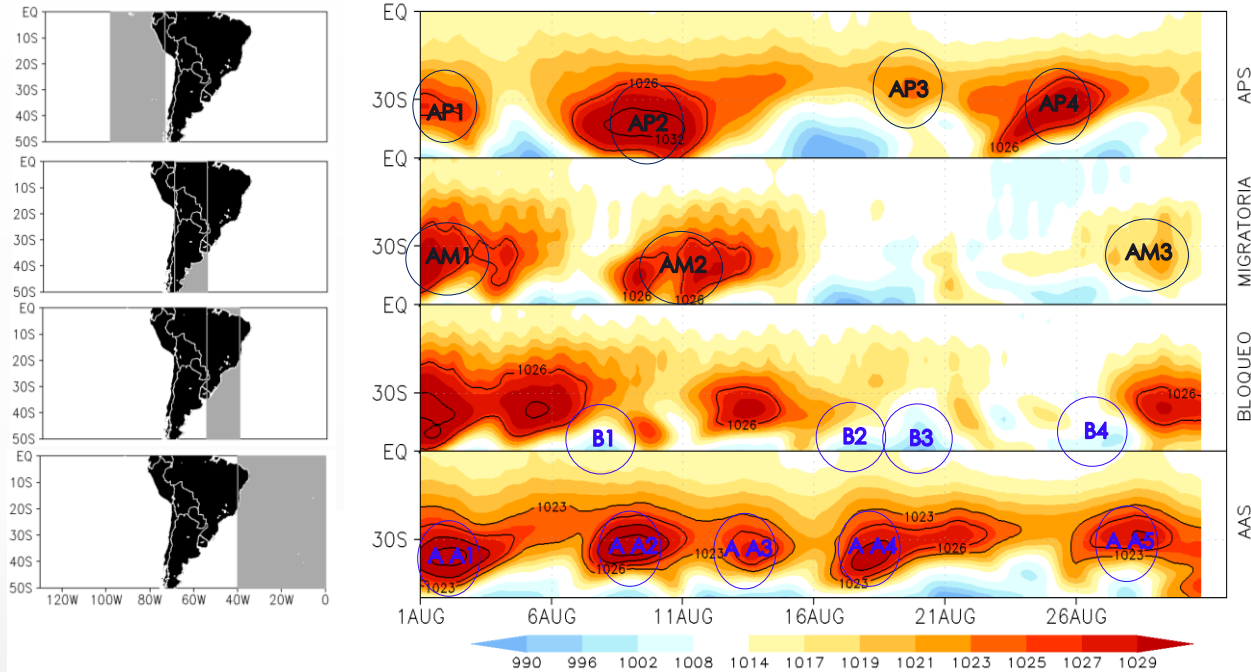 EQ
10S
20S
30S
40S
50S
EQ
10S
20S
30S
40S
50S
EQ
10S
20S
30S
40S
50S
EQ
10S
20S
30S
40S
50S
120W 100W 80W 60W 40W 20W 0
EQ
30S
AP1
1026
AP2
1032
AP3
AP4
1026
APS
EQ
30S
AM1
AM2
1026
1026
AM3
MIGRATORIA
EQ
30S
1026
1026
1026
B1
B2
B3
B4
BLOQUEO
EQ
30S
1023
1023
A A1
A A2
1026
1023
A A3
A A4
1023
1026
A A5
1023
AAS
1AUG 6AUG 11AUG 16AUG 21AUG 26AUG
990 996 1002 1008 1014 1017 1019 1021 1023 1025 1027 1029